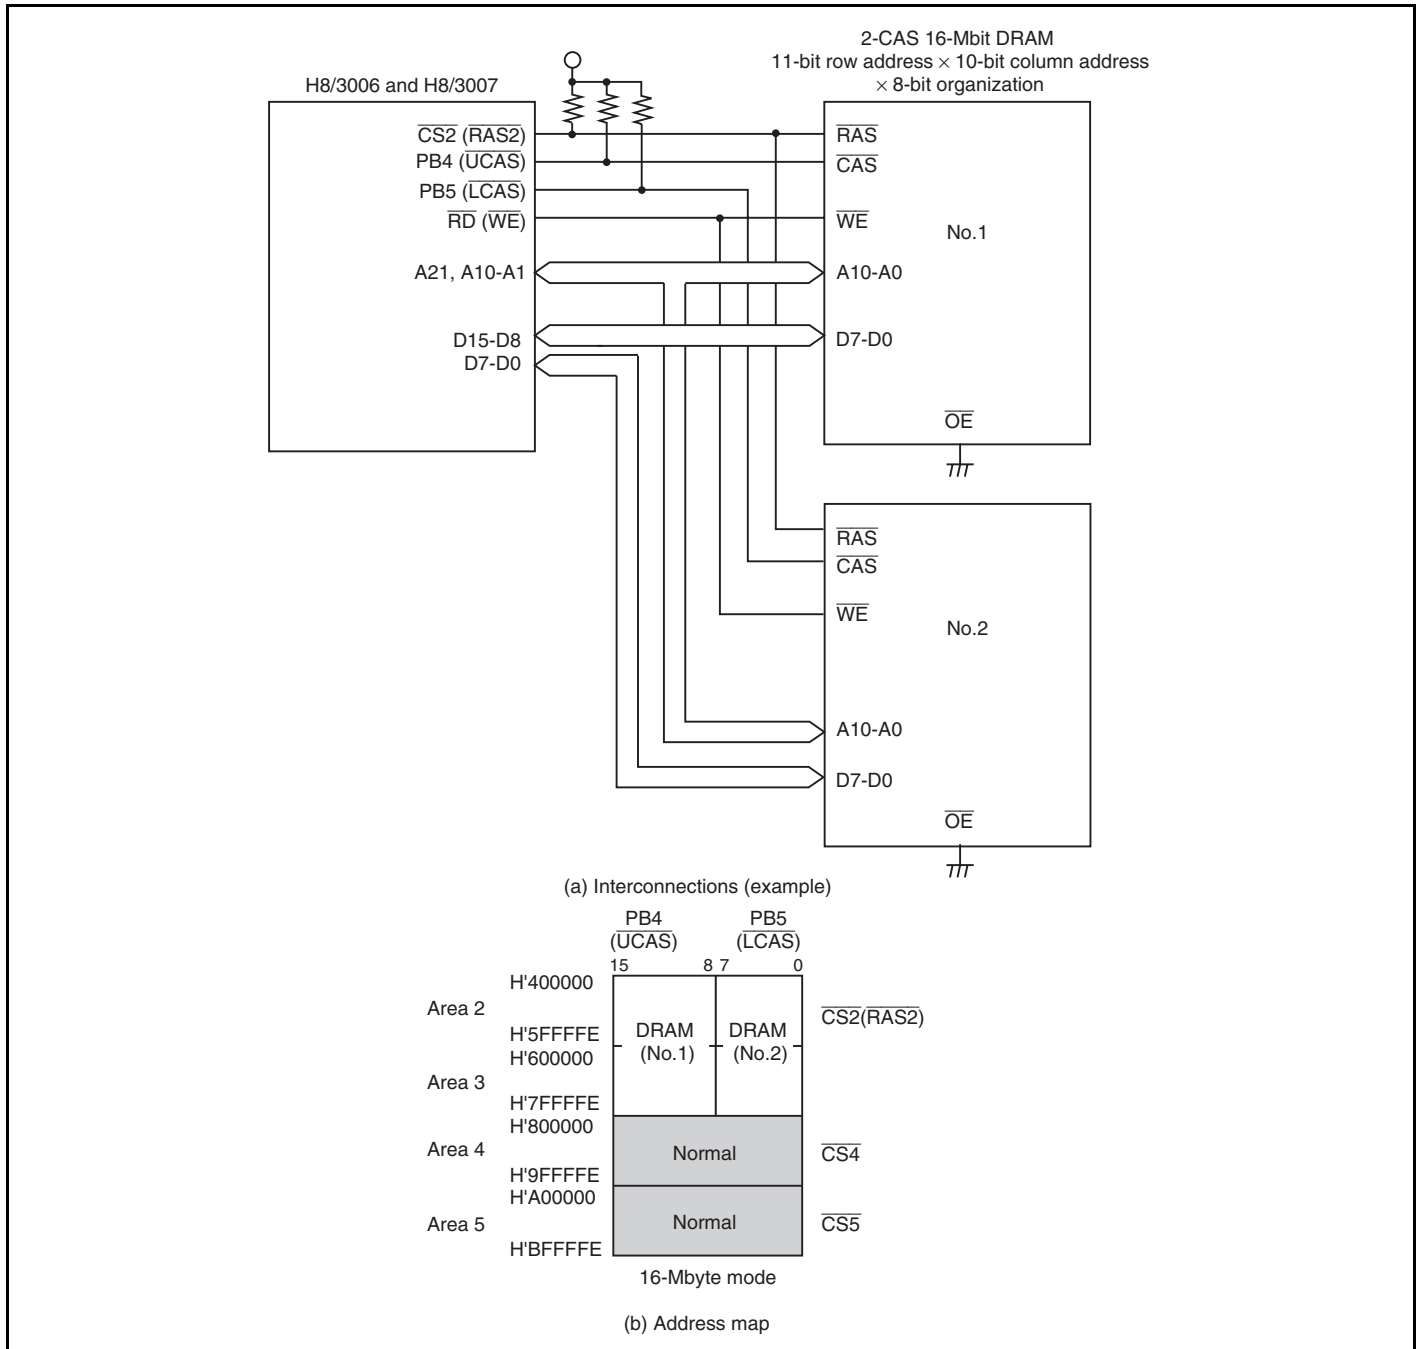 2-CAS 16-Mbit DRAM
11-bit row address × 10-bit column address
× 8-bit organization
H8/3006 and H8/3007
CS2 (RAS2)
PB4 (UCAS)
PB5 (LCAS)
RD (WE)
A21, A10-A1
D15-D8
D7-D0
RAS
CAS
WE
No.1
A10-A0
D7-D0
OE
RAS
CAS
WE
No.2
A10-A0
D7-D0
OE
(a) Interconnections (example)
PB4
(UCAS)
PB5
(LCAS)
15
8 7
0
H'400000
Area 2
H'5FFFFE
H'600000
Area 3
H'7FFFFE
H'800000
Area 4
H'9FFFFE
H'A00000
Area 5
H'BFFFFE
DRAM
(No.1)
DRAM
(No.2)
Normal
Normal
CS2(RAS2)
CS4
CS5
16-Mbyte mode
(b) Address map